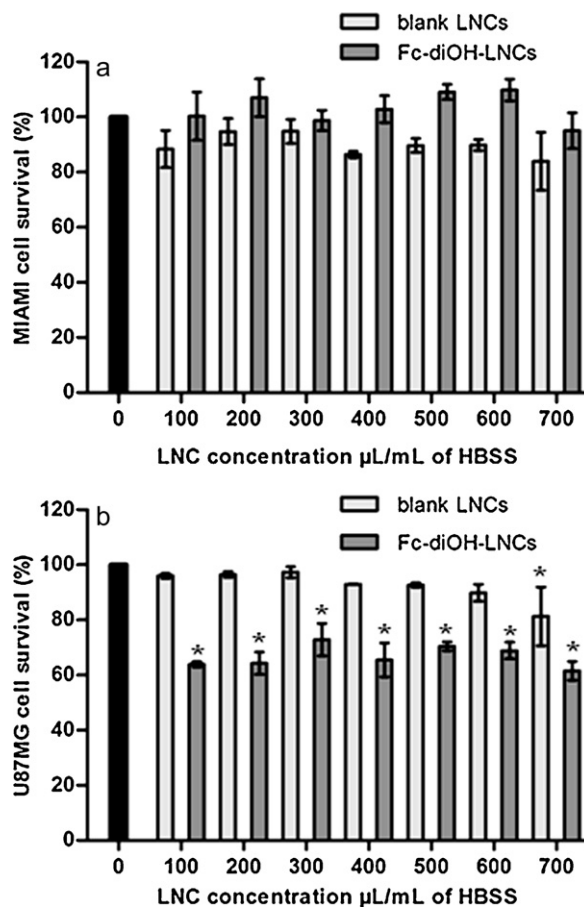 blank LNCs
Fc-diOH-LNCs
a
MIAMI cell survival (%)
120
100
80
60
40
20
0
0 100 200 300 400 500 600 700
LNC concentration µL/mL of HBSS
blank LNCs
Fc-diOH-LNCs
b
U87MG cell survival (%)
120
100
80
60
40
20
0
* * * * * * * *
0 100 200 300 400 500 600 700
LNC concentration µL/mL of HBSS